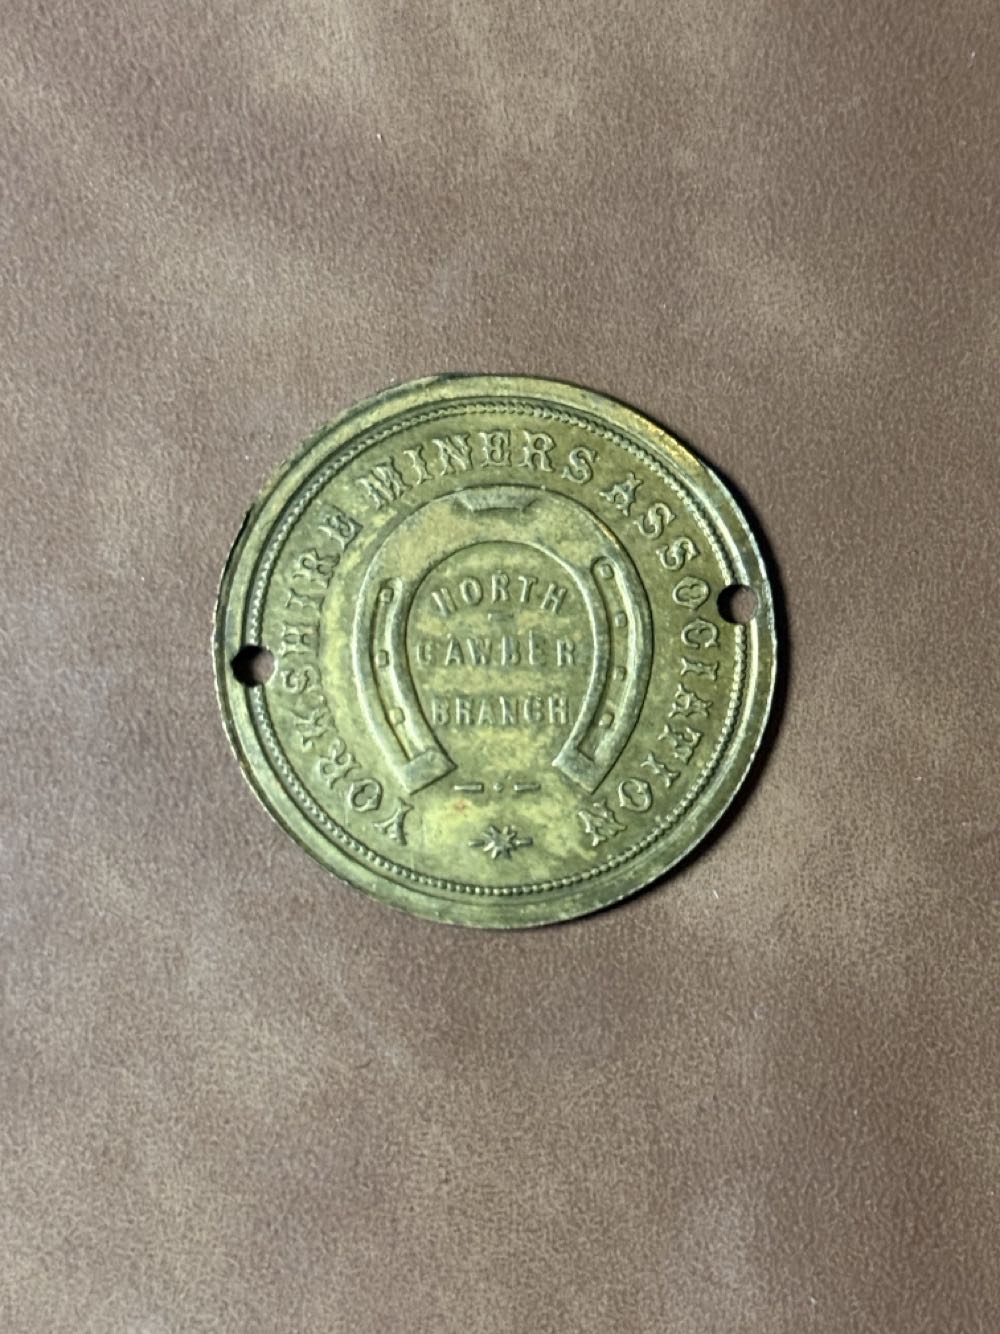 YORKSHIRE MINERS ASSOCIATION
NORTH
GAWBER
BRANCH